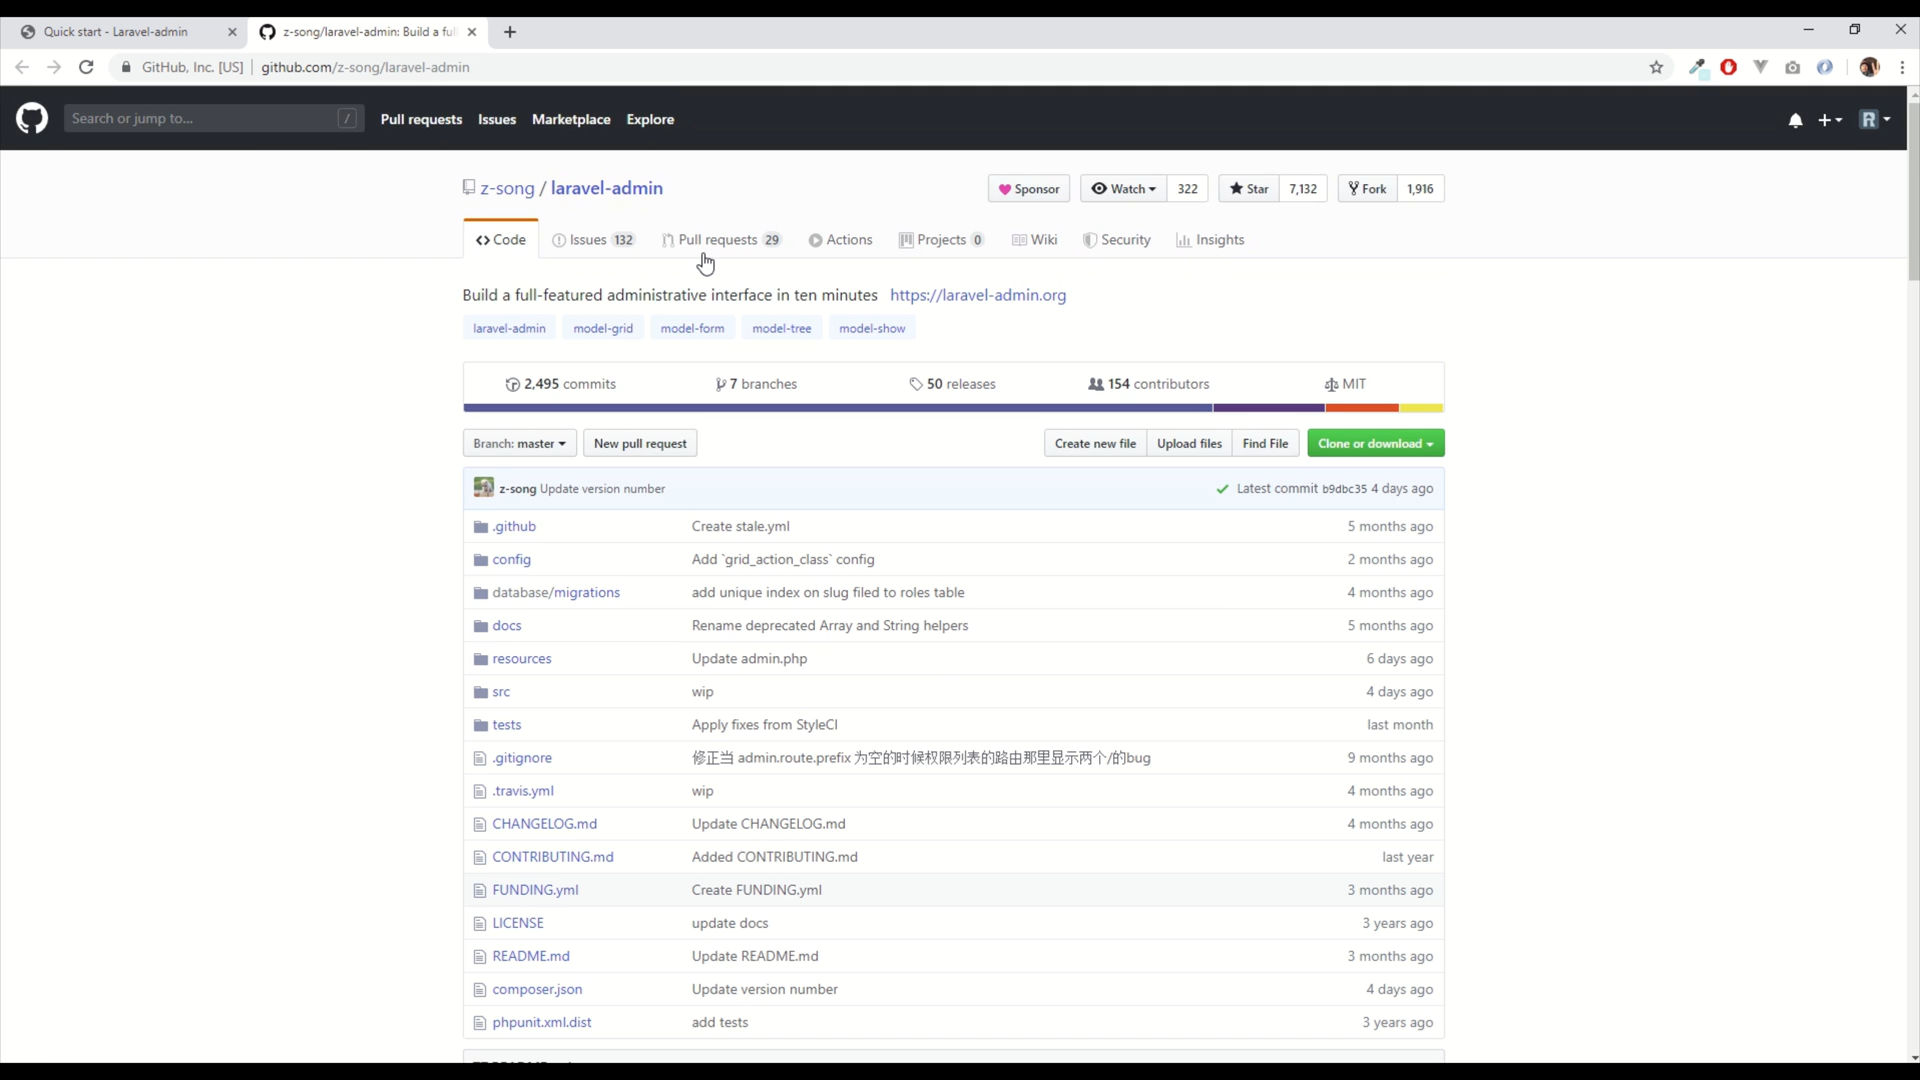 Quick start - Laravel-admin
z-song/laravel-admin: Build a ful
GitHub, Inc. [US] github.com/z-song/laravel-admin
Search or jump to... / Pull requests Issues Marketplace Explore
z-song / laravel-admin Sponsor Watch 322 Star 7,132 Fork 1,916
Code Issues 132 Pull requests 29 Actions Projects 0 Wiki Security Insights
Build a full-featured administrative interface in ten minutes https://laravel-admin.org
laravel-admin model-grid model-form model-tree model-show
2,495 commits 7 branches 50 releases 154 contributors MIT
Branch: master New pull request Create new file Upload files Find File Clone or download
z-song Update version number Latest commit b9dbc35 4 days ago
.github Create stale.yml 5 months ago
config Add `grid_action_class` config 2 months ago
database/migrations add unique index on slug filed to roles table 4 months ago
docs Rename deprecated Array and String helpers 5 months ago
resources Update admin.php 6 days ago
src wip 4 days ago
tests Apply fixes from StyleCI last month
.gitignore 修正当 admin.route.prefix 为空的时候权限列表的路由那里显示两个/的bug 9 months ago
.travis.yml wip 4 months ago
CHANGELOG.md Update CHANGELOG.md 4 months ago
CONTRIBUTING.md Added CONTRIBUTING.md last year
FUNDING.yml Create FUNDING.yml 3 months ago
LICENSE update docs 3 years ago
README.md Update README.md 3 months ago
composer.json Update version number 4 days ago
phpunit.xml.dist add tests 3 years ago